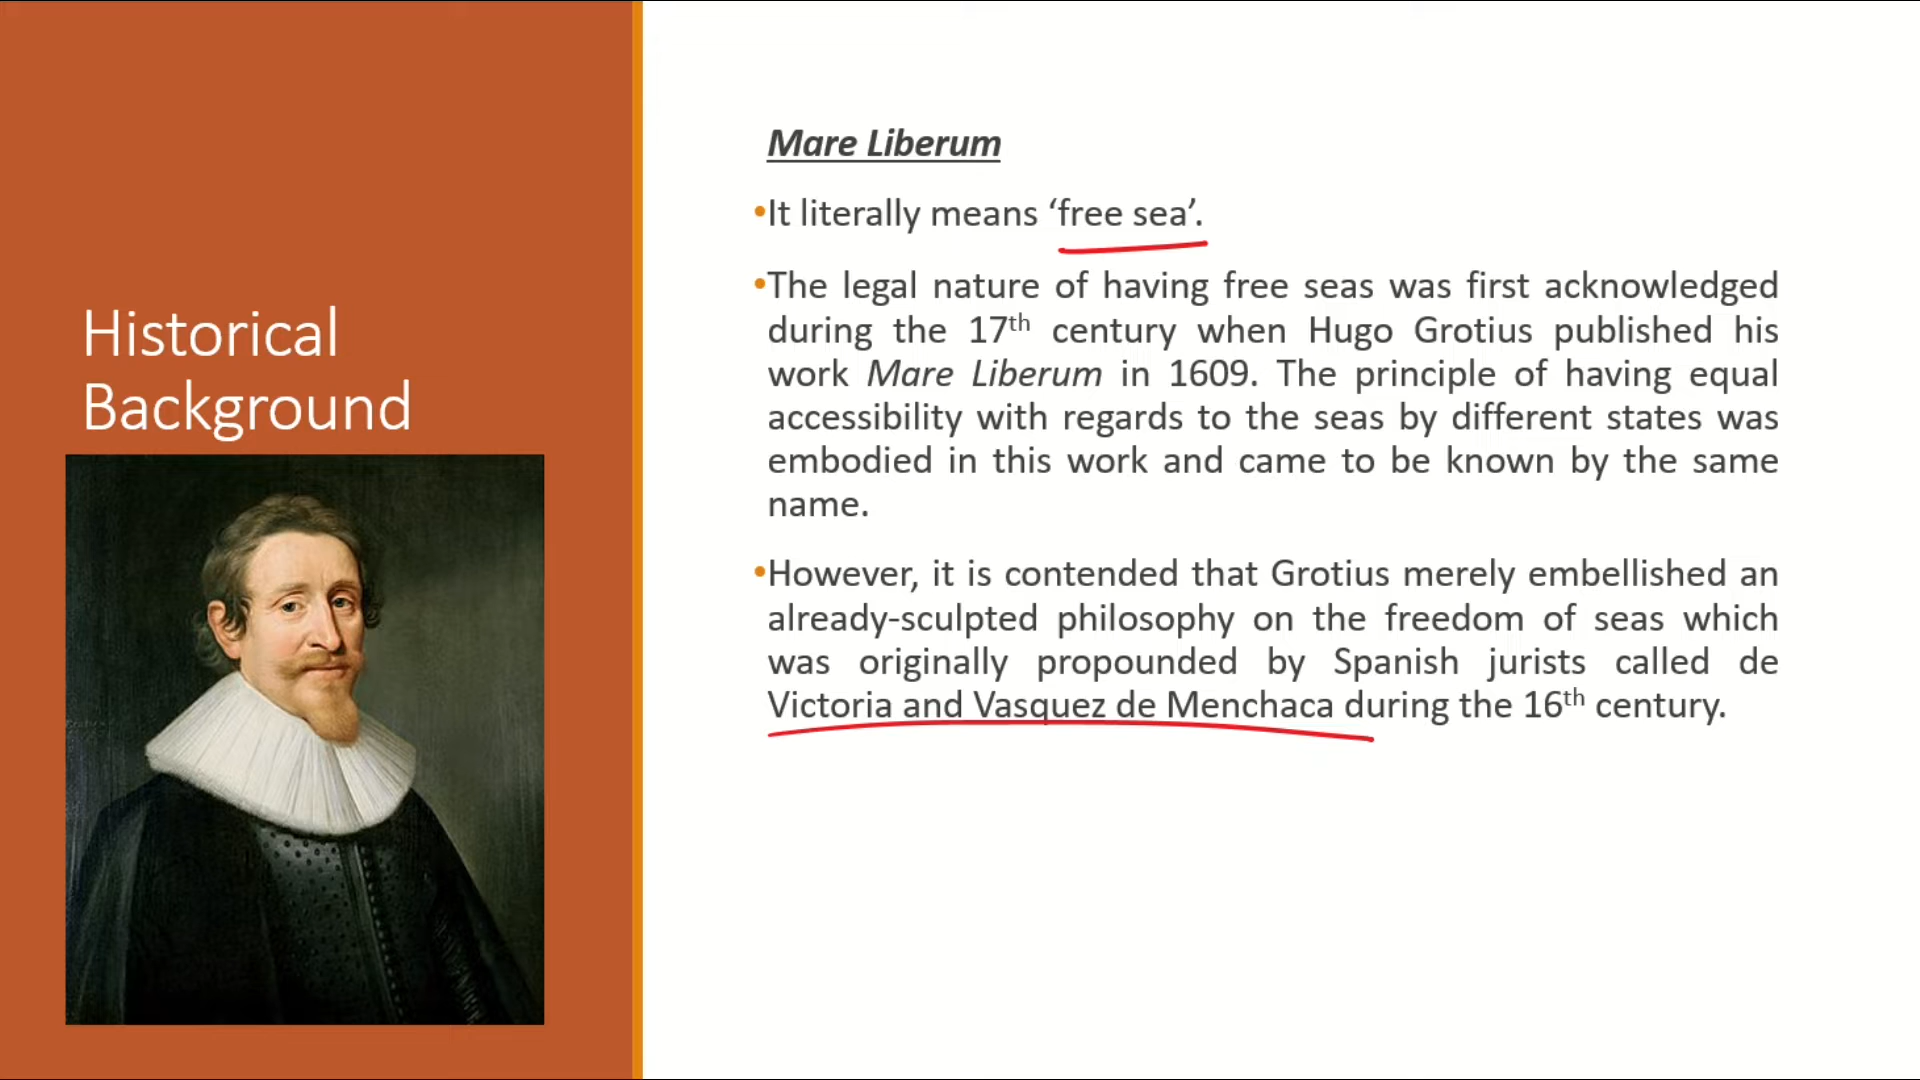 Historical
Background
Mare Liberum
•It literally means ‘free sea’.
•The legal nature of having free seas was first acknowledged
during the 17th century when Hugo Grotius published his
work Mare Liberum in 1609. The principle of having equal
accessibility with regards to the seas by different states was
embodied in this work and came to be known by the same
name.
•However, it is contended that Grotius merely embellished an
already-sculpted philosophy on the freedom of seas which
was originally propounded by Spanish jurists called de
Victoria and Vasquez de Menchaca during the 16th century.